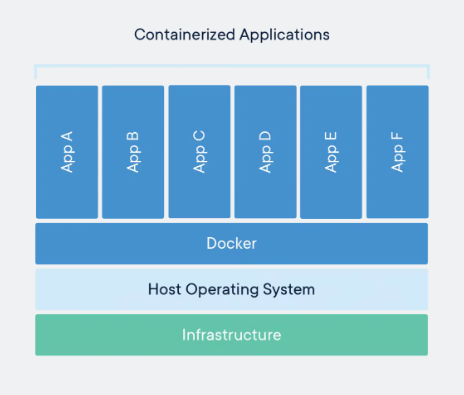 Containerized Applications
App A
App B
App C
App D
App E
App F
Docker
Host Operating System
Infrastructure